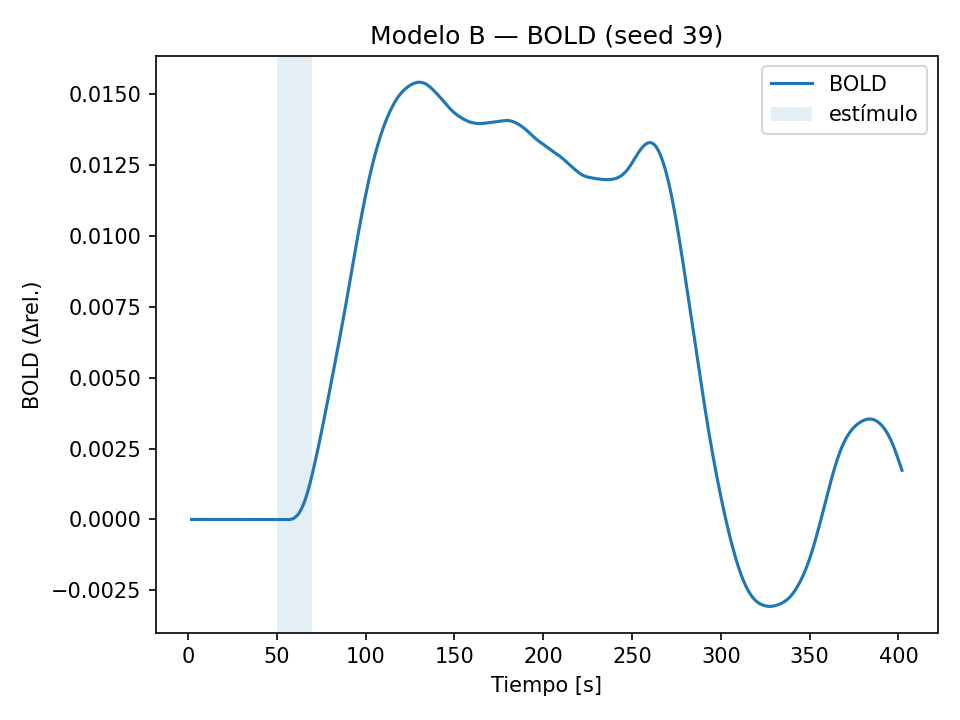 Modelo B — BOLD (seed 39)
BOLD
estímulo
BOLD (Δrel.)
0.0150
0.0125
0.0100
0.0075
0.0050
0.0025
0.0000
−0.0025
0 50 100 150 200 250 300 350 400
Tiempo [s]